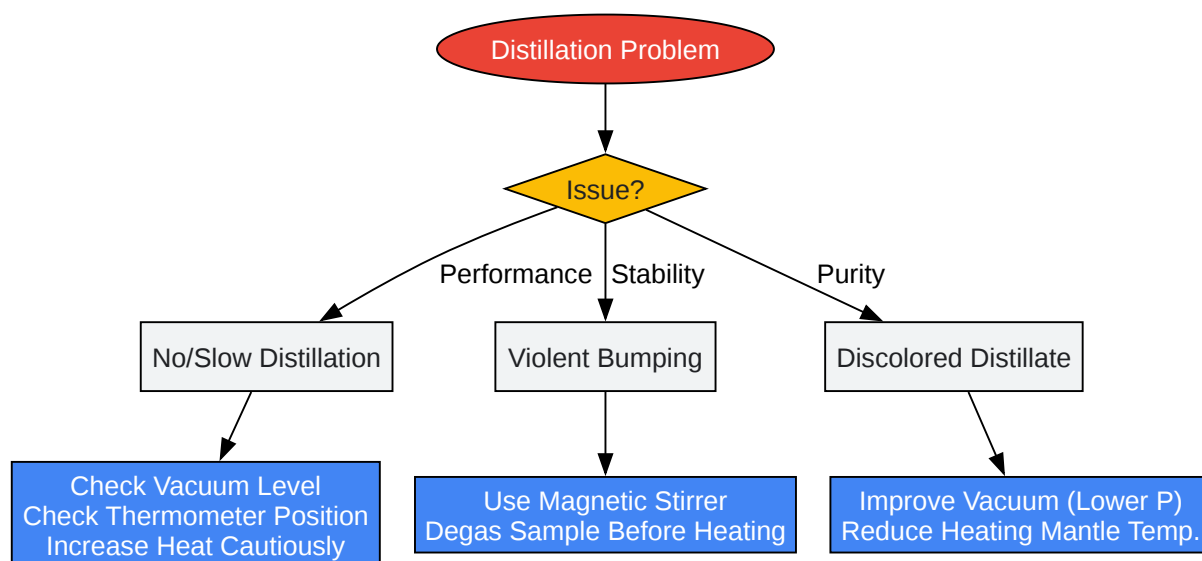 Distillation Problem
Issue?
Performance
Stability
Purity
No/Slow Distillation
Violent Bumping
Discolored Distillate
Check Vacuum Level
Check Thermometer Position
Increase Heat Cautiously
Use Magnetic Stirrer
Degas Sample Before Heating
Improve Vacuum (Lower P)
Reduce Heating Mantle Temp.